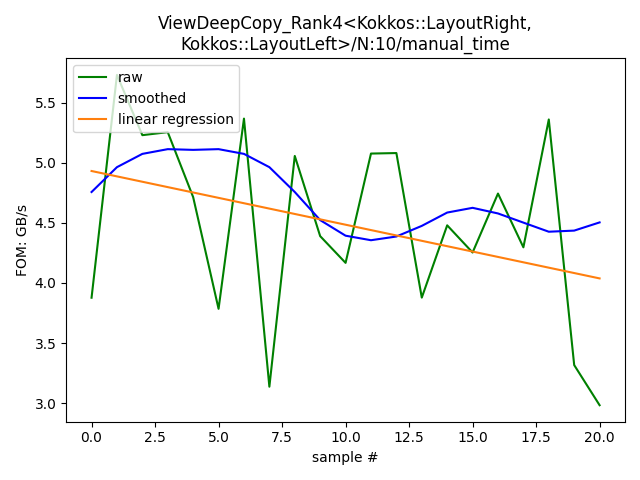 ViewDeepCopy_Rank4<Kokkos::LayoutRight,
Kokkos::LayoutLeft>/N:10/manual_time
raw
smoothed
linear regression
FOM: GB/s
5.5
5.0
4.5
4.0
3.5
3.0
0.0 2.5 5.0 7.5 10.0 12.5 15.0 17.5 20.0
sample #